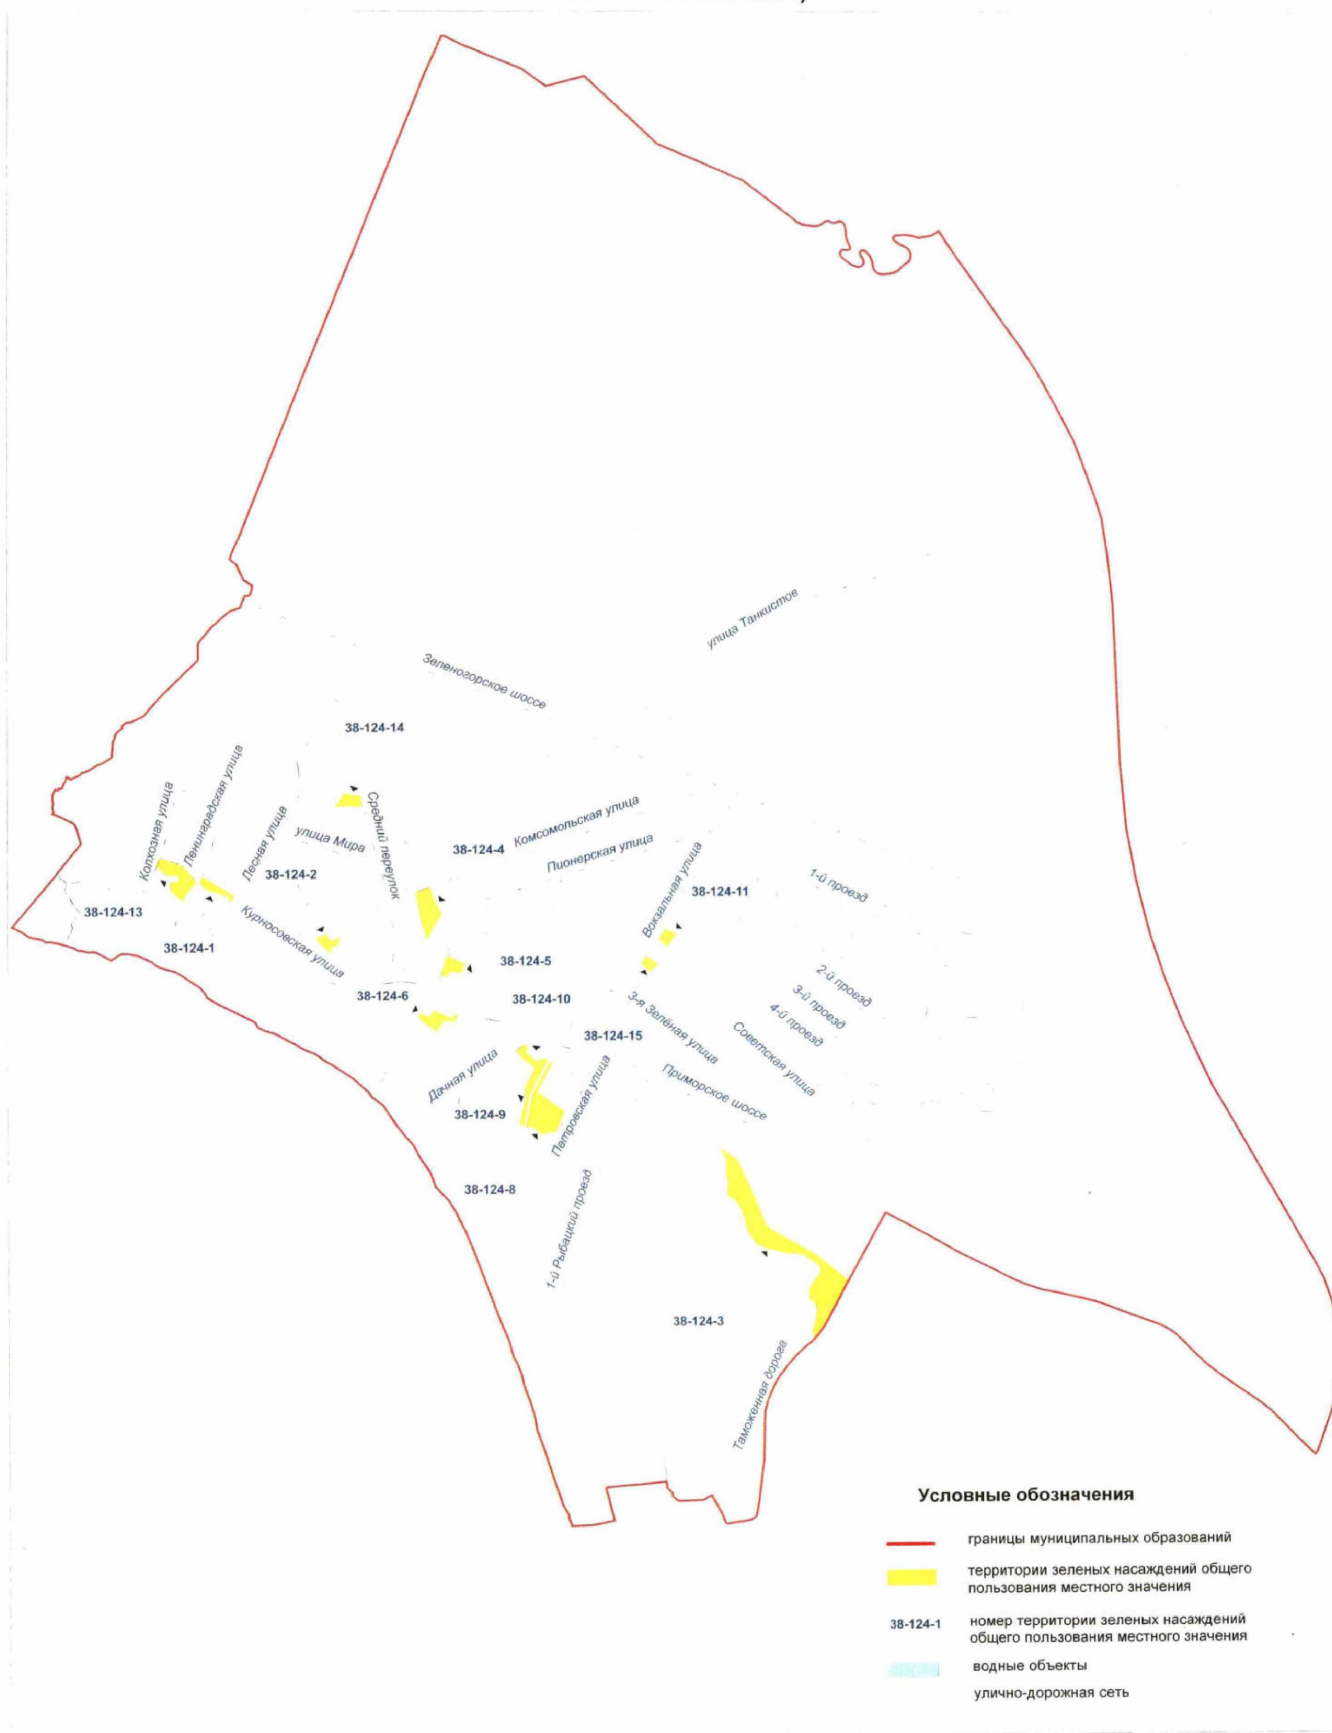 улица Танкистов
Зеленогорское шоссе
38-124-14
Ленинградская улица
Колхозная улица
Лесная улица
улица Мира
Средний переулок
Комсомольская улица
38-124-4
Пионерская улица
38-124-2
Вокзальная улица
38-124-11
1-й проезд
38-124-13
Курносовская улица
38-124-1
38-124-5
38-124-6
38-124-10
2-й проезд
3-й проезд
4-й проезд
38-124-15
3-я Зелёная улица
Советская улица
Дачная улица
Приморское шоссе
38-124-9
Петровская улица
38-124-8
1-й Рыбацкий проезд
38-124-3
Таможенная дорога
Условные обозначения
границы муниципальных образований
территории зеленых насаждений общего
пользования местного значения
38-124-1
номер территории зеленых насаждений
общего пользования местного значения
водные объекты
улично-дорожная сеть